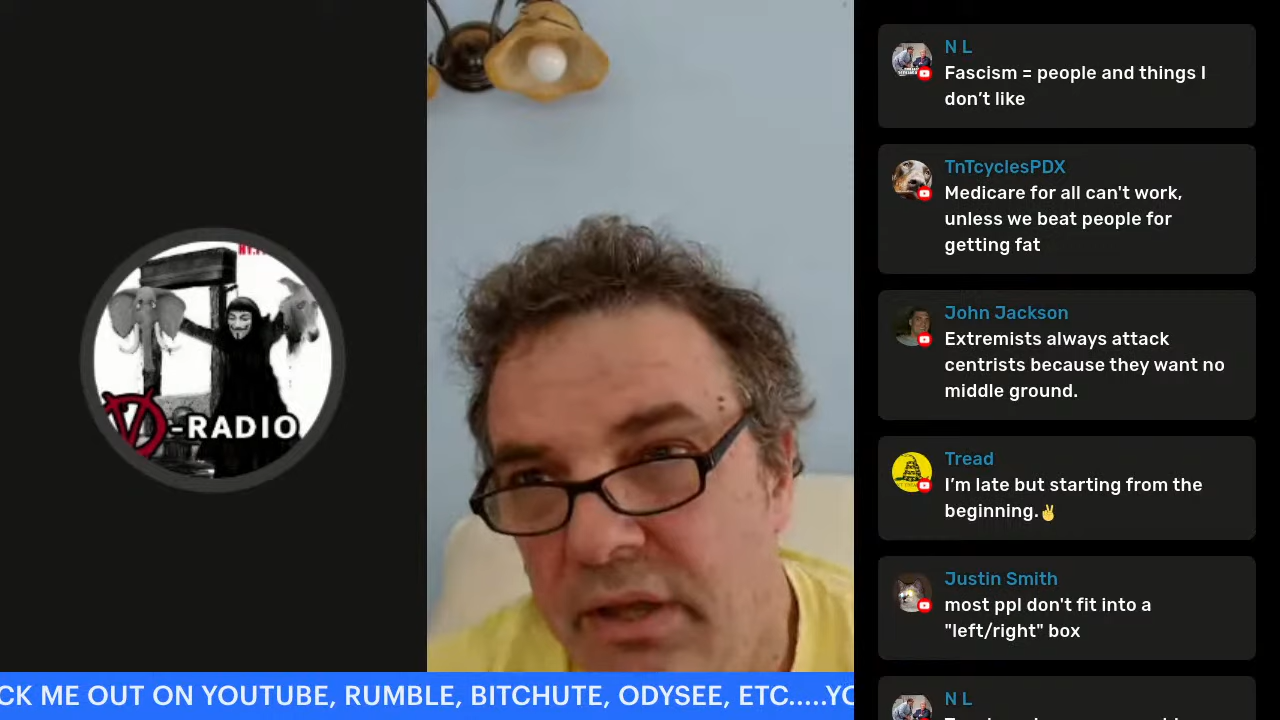 -RADIO
CK ME OUT ON YOUTUBE, RUMBLE, BITCHUTE, ODYSEE, ETC.....YO
N L
Fascism = people and things I
don’t like
TnTcyclesPDX
Medicare for all can't work,
unless we beat people for
getting fat
John Jackson
Extremists always attack
centrists because they want no
middle ground.
Tread
I’m late but starting from the
beginning.✌
Justin Smith
most ppl don't fit into a
"left/right" box
N L